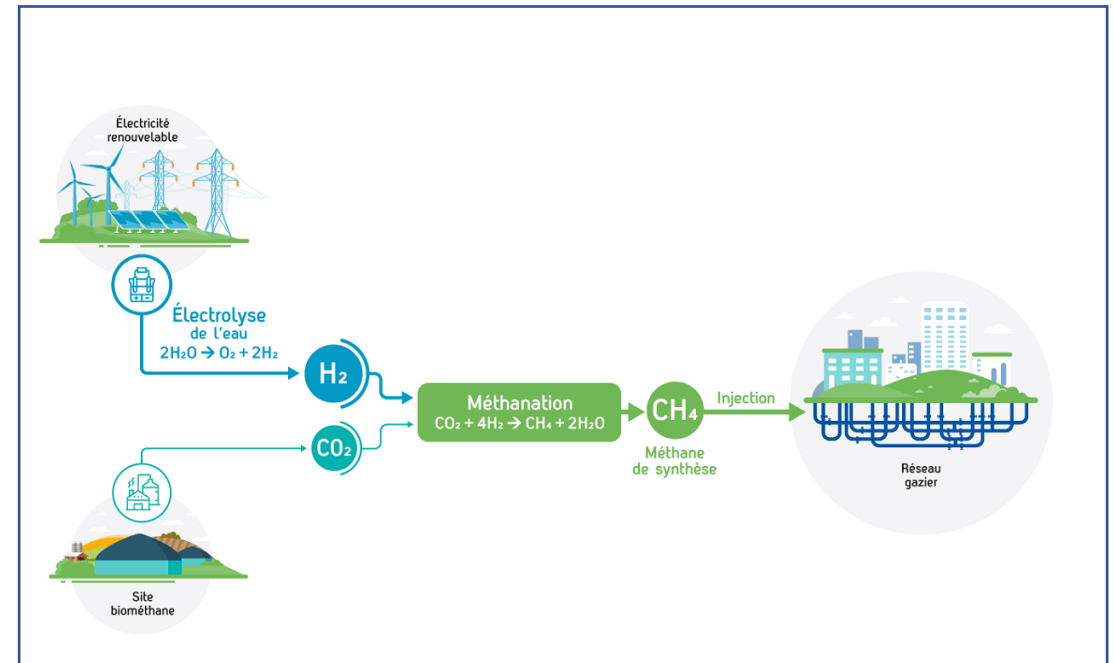 Électricité
renouvelable
Électrolyse
de l'eau
2H₂O → O₂ + 2H₂
H₂
CO₂
Site
biométhane
Méthanation
CO₂ + 4H₂ → CH₄ + 2H₂O
CH₄
Méthane
de synthèse
Injection
Réseau
gazier